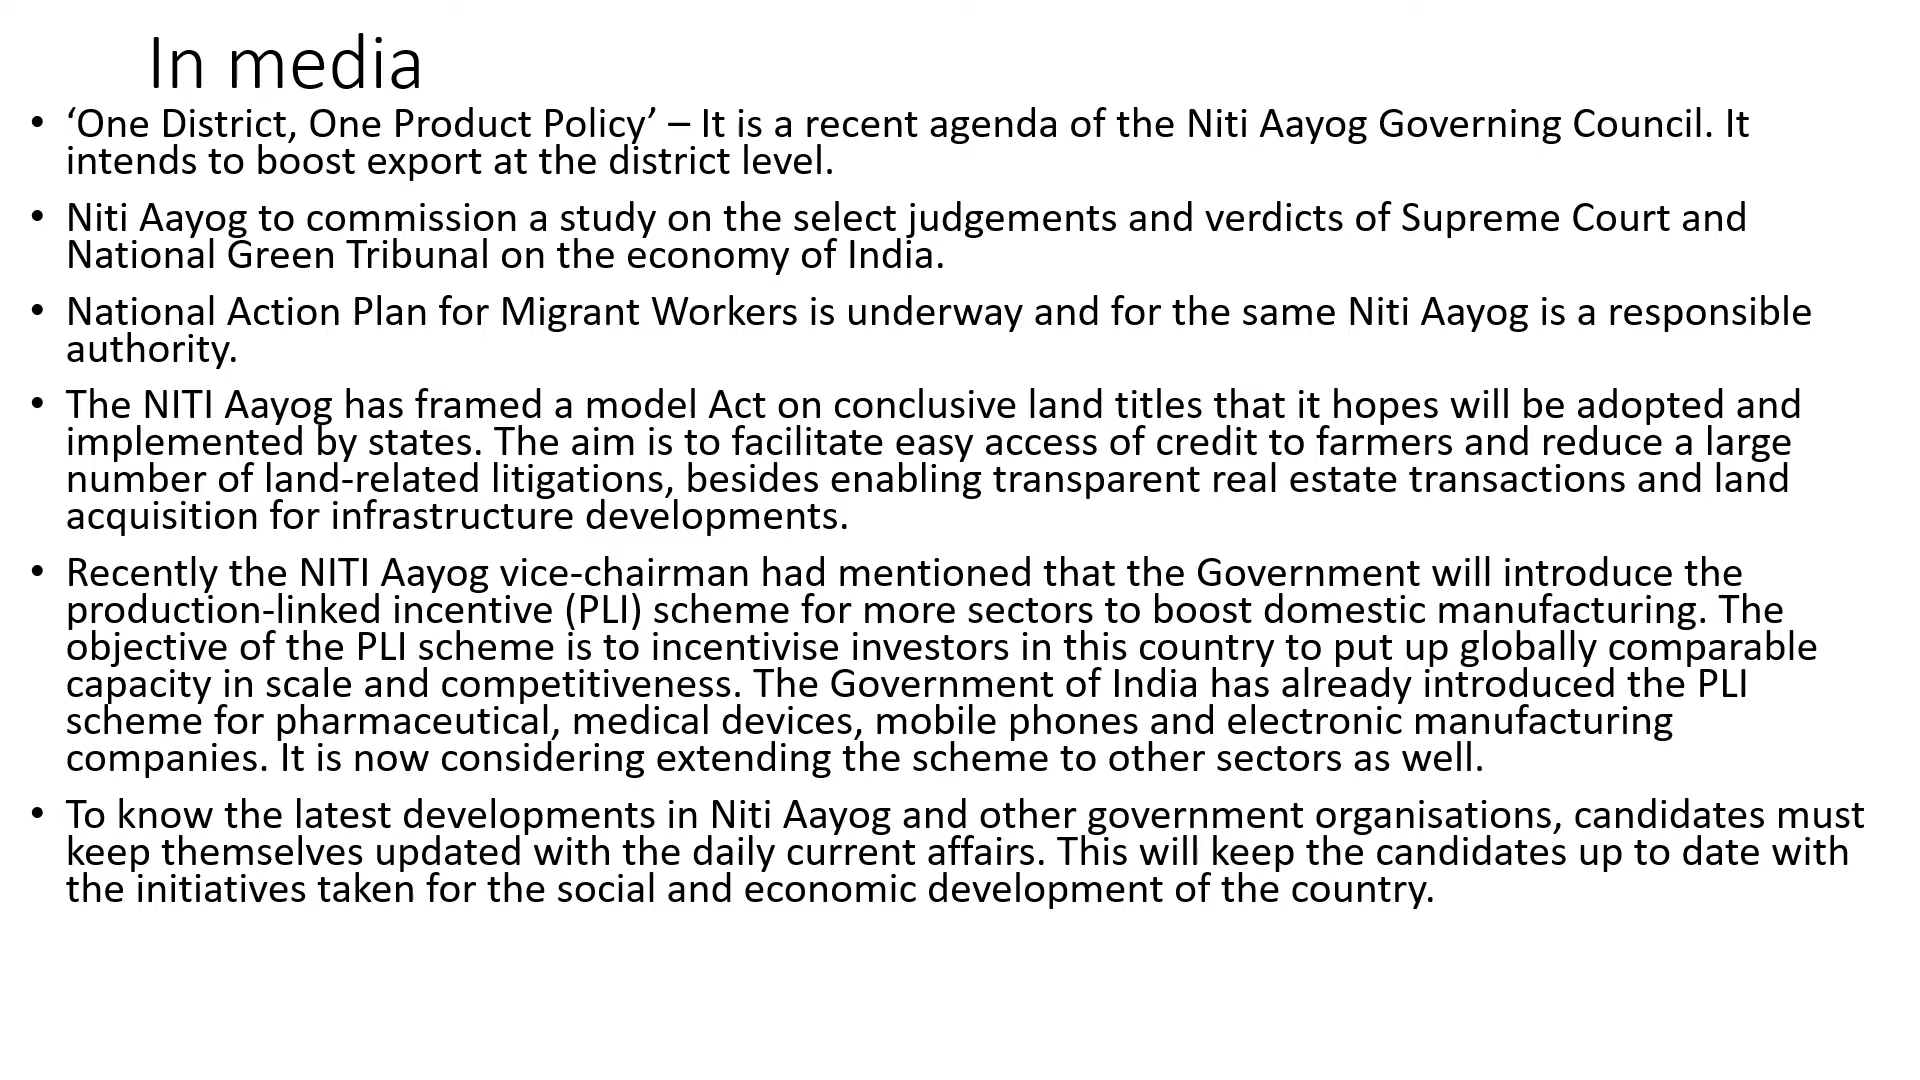 In media
• ‘One District, One Product Policy’ – It is a recent agenda of the Niti Aayog Governing Council. It
intends to boost export at the district level.
• Niti Aayog to commission a study on the select judgements and verdicts of Supreme Court and
National Green Tribunal on the economy of India.
• National Action Plan for Migrant Workers is underway and for the same Niti Aayog is a responsible
authority.
• The NITI Aayog has framed a model Act on conclusive land titles that it hopes will be adopted and
implemented by states. The aim is to facilitate easy access of credit to farmers and reduce a large
number of land-related litigations, besides enabling transparent real estate transactions and land
acquisition for infrastructure developments.
• Recently the NITI Aayog vice-chairman had mentioned that the Government will introduce the
production-linked incentive (PLI) scheme for more sectors to boost domestic manufacturing. The
objective of the PLI scheme is to incentivise investors in this country to put up globally comparable
capacity in scale and competitiveness. The Government of India has already introduced the PLI
scheme for pharmaceutical, medical devices, mobile phones and electronic manufacturing
companies. It is now considering extending the scheme to other sectors as well.
• To know the latest developments in Niti Aayog and other government organisations, candidates must
keep themselves updated with the daily current affairs. This will keep the candidates up to date with
the initiatives taken for the social and economic development of the country.